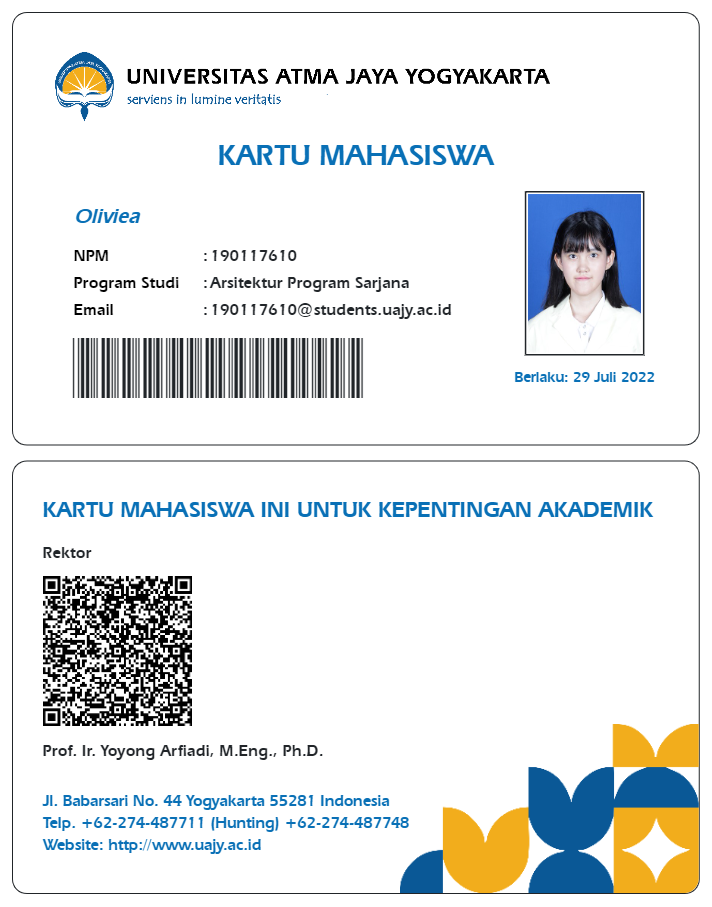 UNIVERSITAS ATMA JAYA YOGYAKARTA
serviens in lumine veritatis
KARTU MAHASISWA
Oliviea
NPM : 190117610
Program Studi : Arsitektur Program Sarjana
Email : 190117610@students.uajy.ac.id
Berlaku: 29 Juli 2022
KARTU MAHASISWA INI UNTUK KEPENTINGAN AKADEMIK
Rektor
Prof. Ir. Yoyong Arfiadi, M.Eng., Ph.D.
Jl. Babarsari No. 44 Yogyakarta 55281 Indonesia
Telp. +62-274-487711 (Hunting) +62-274-487748
Website: http://www.uajy.ac.id